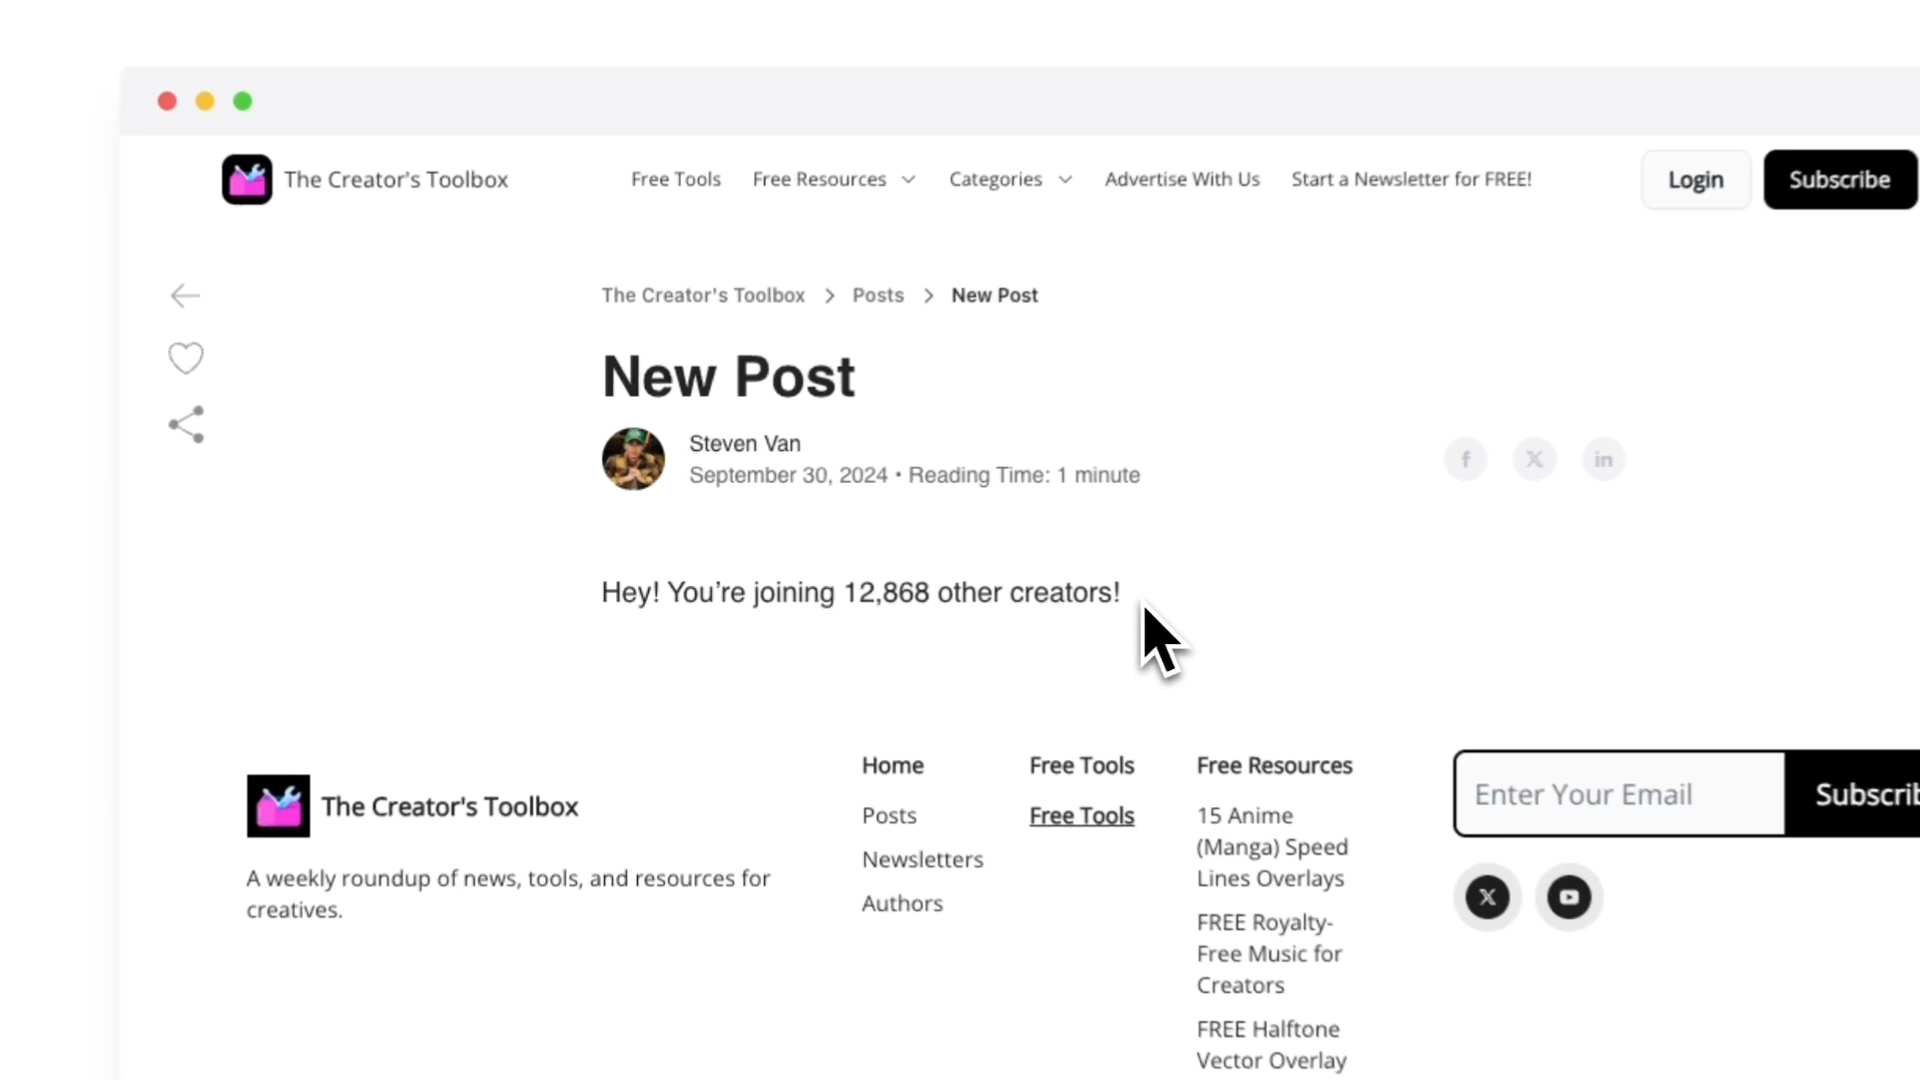 The Creator's Toolbox
Free Tools
Free Resources
Categories
Advertise With Us
Start a Newsletter for FREE!
Login
Subscribe
The Creator's Toolbox > Posts > New Post
New Post
Steven Van
September 30, 2024 • Reading Time: 1 minute
Hey! You’re joining 12,868 other creators!
The Creator's Toolbox
A weekly roundup of news, tools, and resources for
creatives.
Home
Posts
Newsletters
Authors
Free Tools
Free Tools
Free Resources
15 Anime
(Manga) Speed
Lines Overlays
FREE Royalty-
Free Music for
Creators
FREE Halftone
Vector Overlay
Enter Your Email
Subscrib